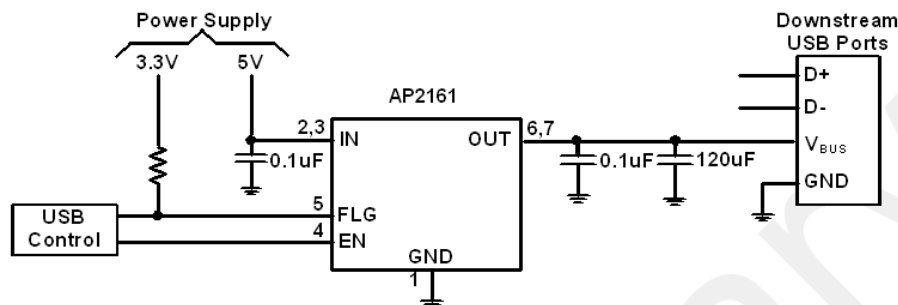 Power Supply
3.3V 5V
Downstream
USB Ports
D+
D-
VBUS
GND
AP2161
2,3 IN
OUT 6,7
0.1uF
0.1uF
120uF
5 FLG
4 EN
GND
1
USB
Control